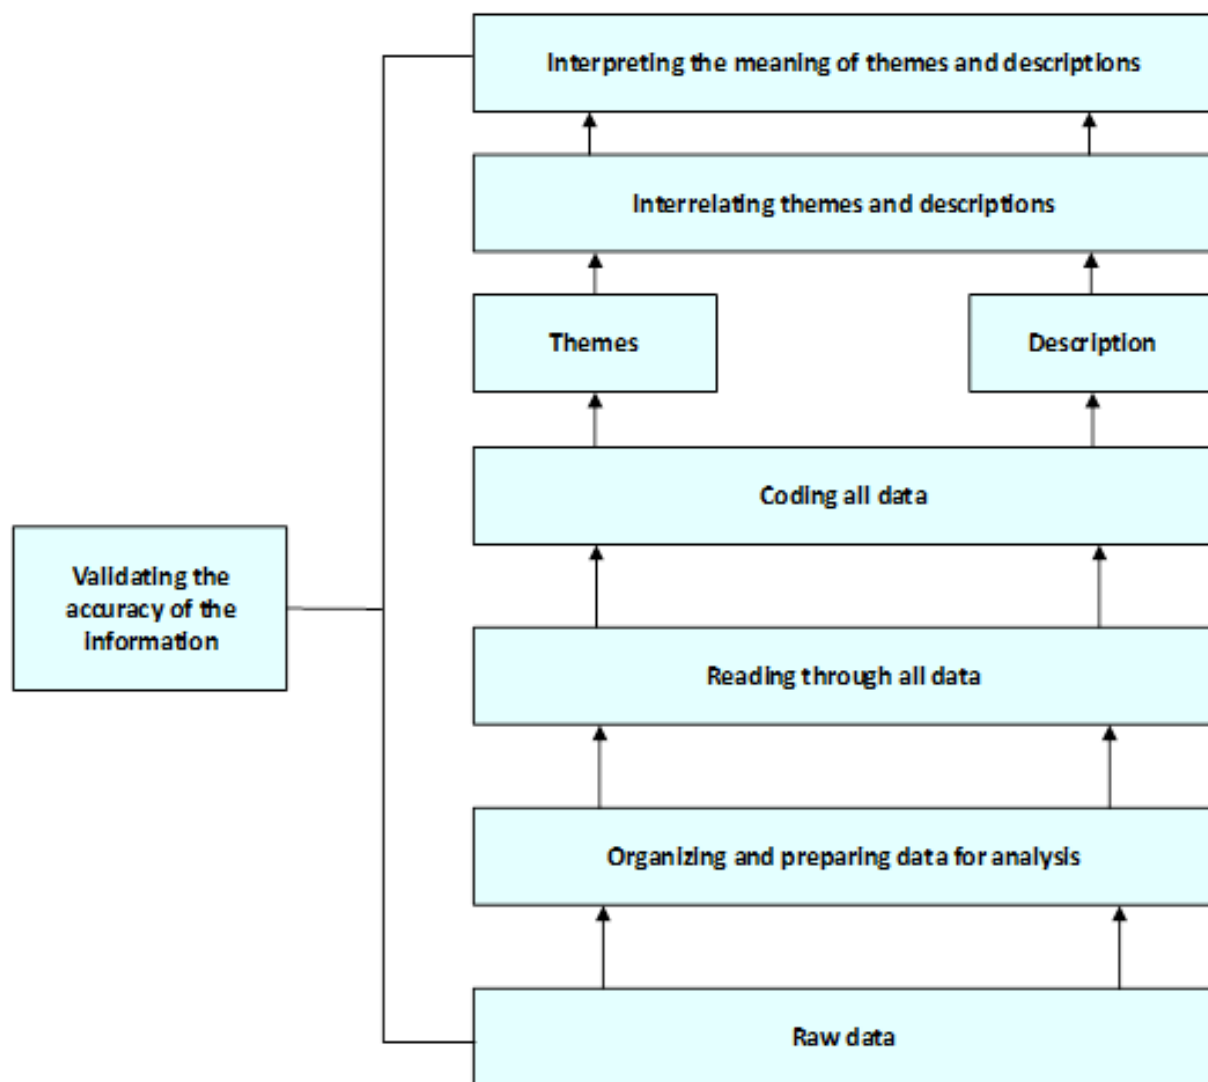 Interpreting the meaning of themes and descriptions
Interrelating themes and descriptions
Themes
Description
Coding all data
Validating the
accuracy of the
information
Reading through all data
Organizing and preparing data for analysis
Raw data